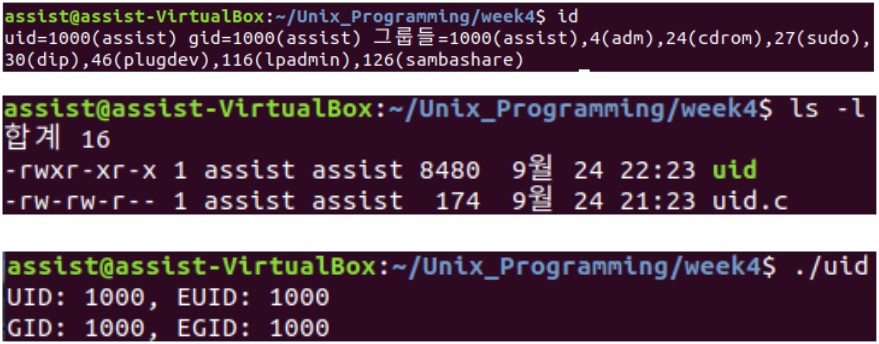 assist@assist-VirtualBox:~/Unix_Programming/week4$ id
uid=1000(assist) gid=1000(assist) 그룹들=1000(assist),4(adm),24(cdrom),27(sudo),
30(dip),46(plugdev),116(lpadmin),126(sambashare)
assist@assist-VirtualBox:~/Unix_Programming/week4$ ls -l
합계 16
-rwxr-xr-x 1 assist assist 8480  9월 24 22:23 uid
-rw-rw-r-- 1 assist assist  174  9월 24 21:23 uid.c
assist@assist-VirtualBox:~/Unix_Programming/week4$ ./uid
UID: 1000, EUID: 1000
GID: 1000, EGID: 1000